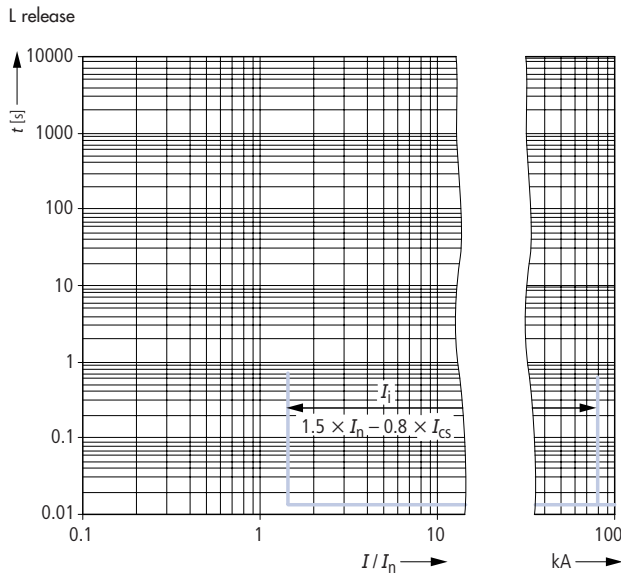 L release
t [s]
10000
1000
100
10
1
0.1
0.01
I_i
1.5 × I_n – 0.8 × I_cs
0.1
1
10
100
I / I_n
kA